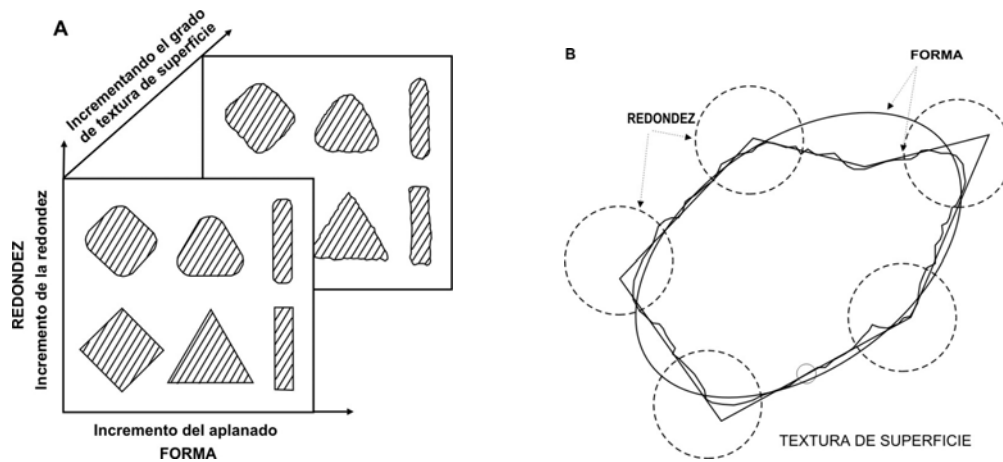 A
Incrementando el grado
de textura de superficie
REDONDEZ
Incremento de la redondez
Incremento del aplanado
FORMA
B
FORMA
REDONDEZ
TEXTURA DE SUPERFICIE